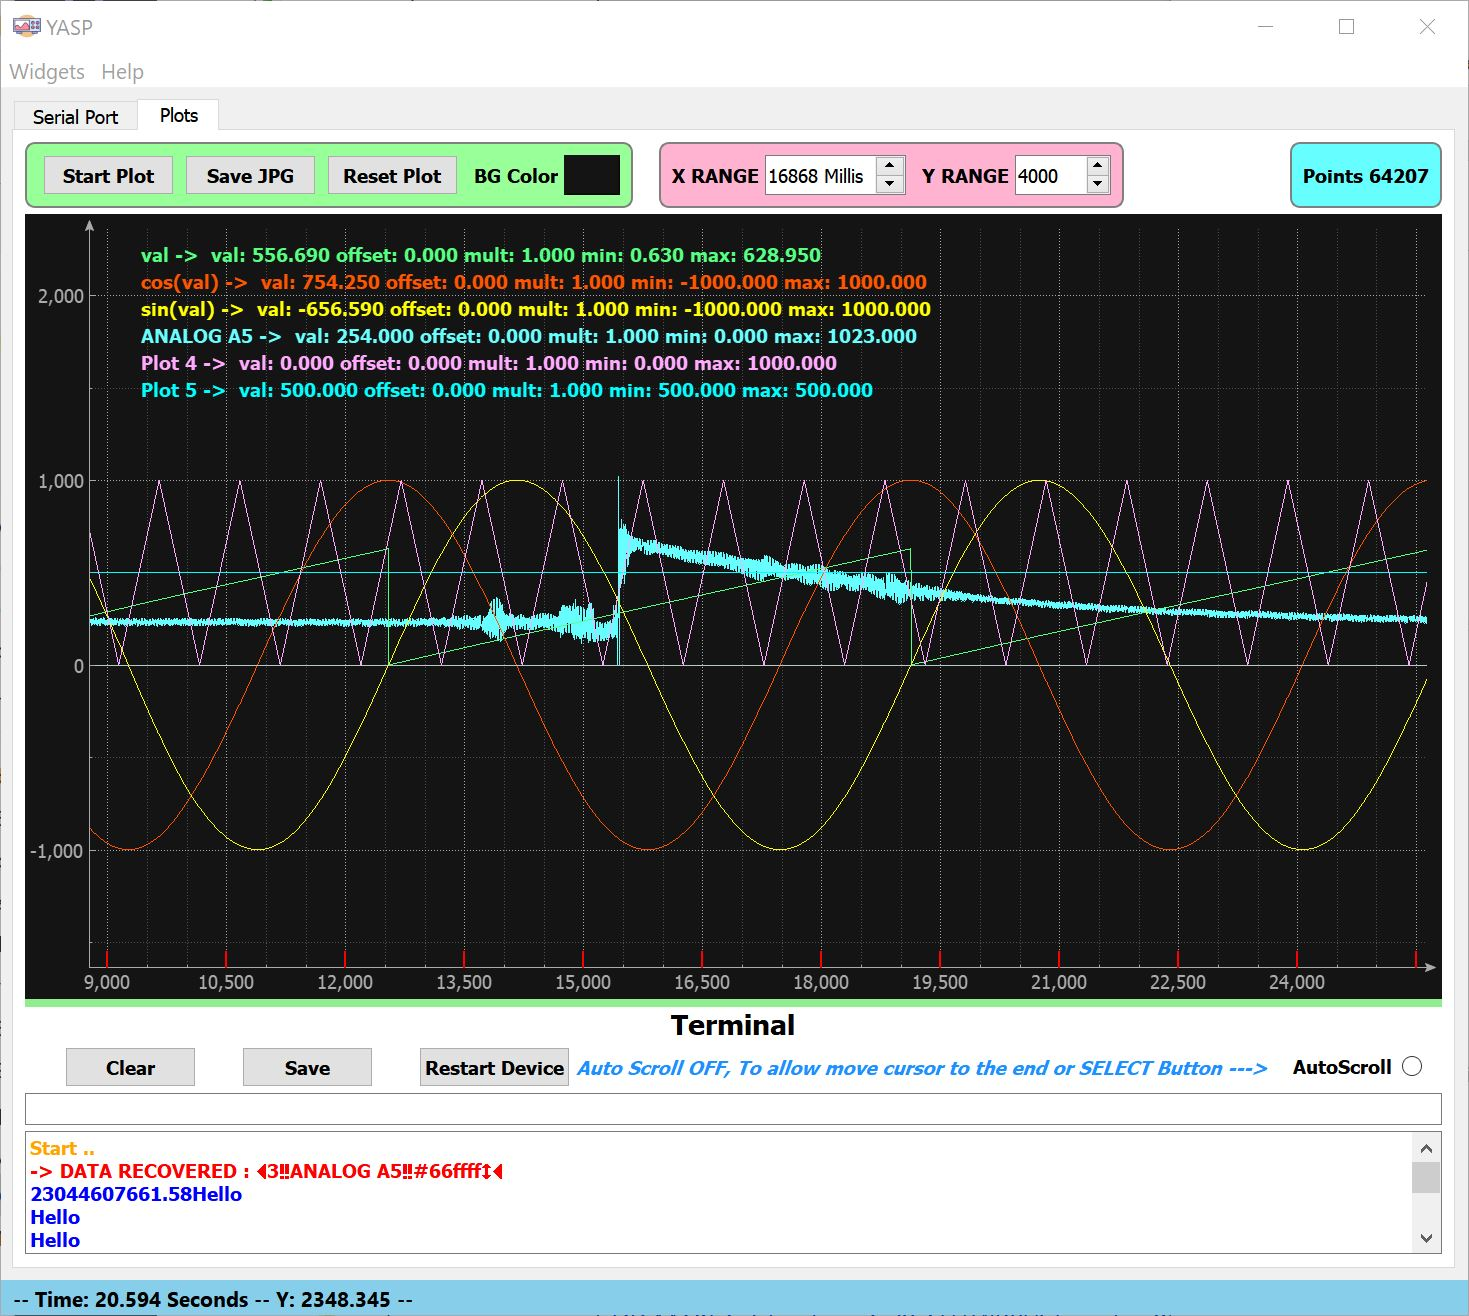 YASP
Widgets Help
Serial Port Plots
Start Plot Save JPG Reset Plot BG Color X RANGE 16868 Millis Y RANGE 4000 Points 64207
val -> val: 556.690 offset: 0.000 mult: 1.000 min: 0.630 max: 628.950
cos(val) -> val: 754.250 offset: 0.000 mult: 1.000 min: -1000.000 max: 1000.000
sin(val) -> val: -656.590 offset: 0.000 mult: 1.000 min: -1000.000 max: 1000.000
ANALOG A5 -> val: 254.000 offset: 0.000 mult: 1.000 min: 0.000 max: 1023.000
Plot 4 -> val: 0.000 offset: 0.000 mult: 1.000 min: 0.000 max: 1000.000
Plot 5 -> val: 500.000 offset: 0.000 mult: 1.000 min: 500.000 max: 500.000
2,000
1,000
0
-1,000
9,000 10,500 12,000 13,500 15,000 16,500 18,000 19,500 21,000 22,500 24,000
Terminal
Clear Save Restart Device Auto Scroll OFF, To allow move cursor to the end or SELECT Button ---> AutoScroll
Start ..
-> DATA RECOVERED : ◄3‼ANALOG A5‼#66ffff↕◄
23044607661.58Hello
Hello
Hello
-- Time: 20.594 Seconds -- Y: 2348.345 --